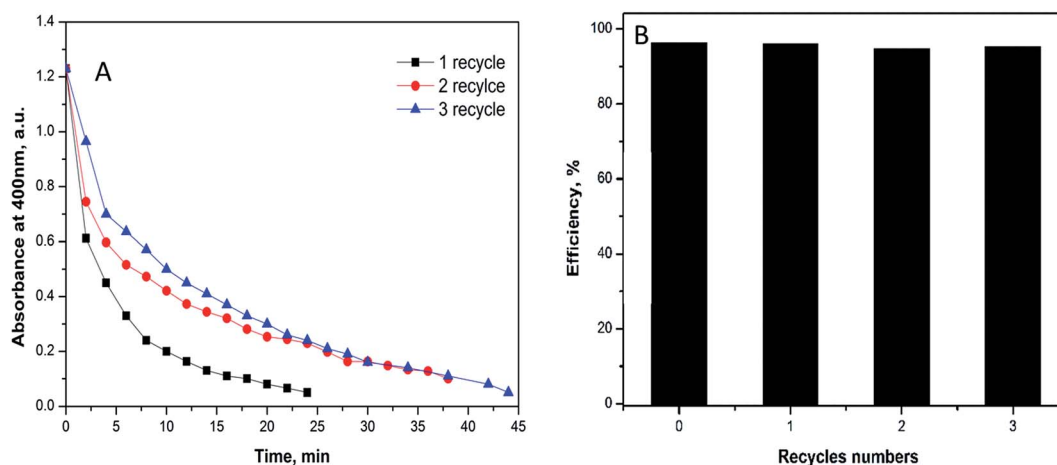 A
1 recycle
2 recylce
3 recycle
Absorbance at 400nm, a.u.
1.4
1.2
1.0
0.8
0.6
0.4
0.2
0.0
0 5 10 15 20 25 30 35 40 45
Time, min
B
Efficiency, %
100
80
60
40
20
0
0 1 2 3
Recycles numbers